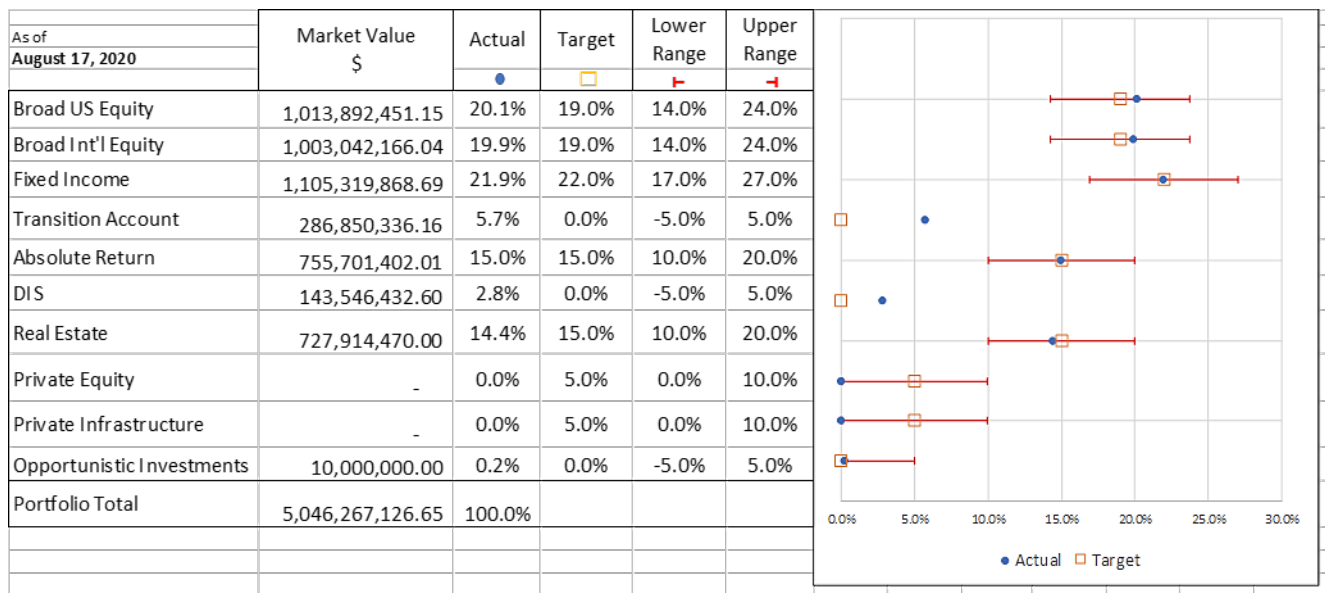 As of
August 17, 2020
Market Value
$
Actual
Target
Lower
Range
Upper
Range
Broad US Equity 1,013,892,451.15 20.1% 19.0% 14.0% 24.0%
Broad Int'l Equity 1,003,042,166.04 19.9% 19.0% 14.0% 24.0%
Fixed Income 1,105,319,868.69 21.9% 22.0% 17.0% 27.0%
Transition Account 286,850,336.16 5.7% 0.0% -5.0% 5.0%
Absolute Return 755,701,402.01 15.0% 15.0% 10.0% 20.0%
DIS 143,546,432.60 2.8% 0.0% -5.0% 5.0%
Real Estate 727,914,470.00 14.4% 15.0% 10.0% 20.0%
Private Equity - 0.0% 5.0% 0.0% 10.0%
Private Infrastructure - 0.0% 5.0% 0.0% 10.0%
Opportunistic Investments 10,000,000.00 0.2% 0.0% -5.0% 5.0%
Portfolio Total 5,046,267,126.65 100.0%
0.0% 5.0% 10.0% 15.0% 20.0% 25.0% 30.0%
Actual Target